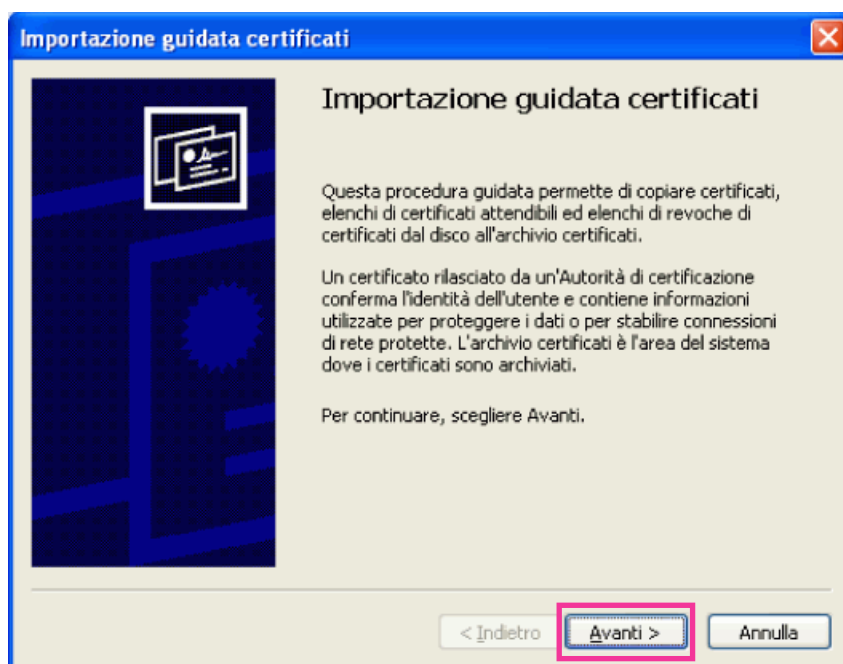 Importazione guidata certificati
Importazione guidata certificati
Questa procedura guidata permette di copiare certificati,
elenchi di certificati attendibili ed elenchi di revoche di
certificati dal disco all'archivio certificati.
Un certificato rilasciato da un'Autorità di certificazione
conferma l'identità dell'utente e contiene informazioni
utilizzate per proteggere i dati o per stabilire connessioni
di rete protette. L'archivio certificati è l'area del sistema
dove i certificati sono archiviati.
Per continuare, scegliere Avanti.
< Indietro Avanti > Annulla